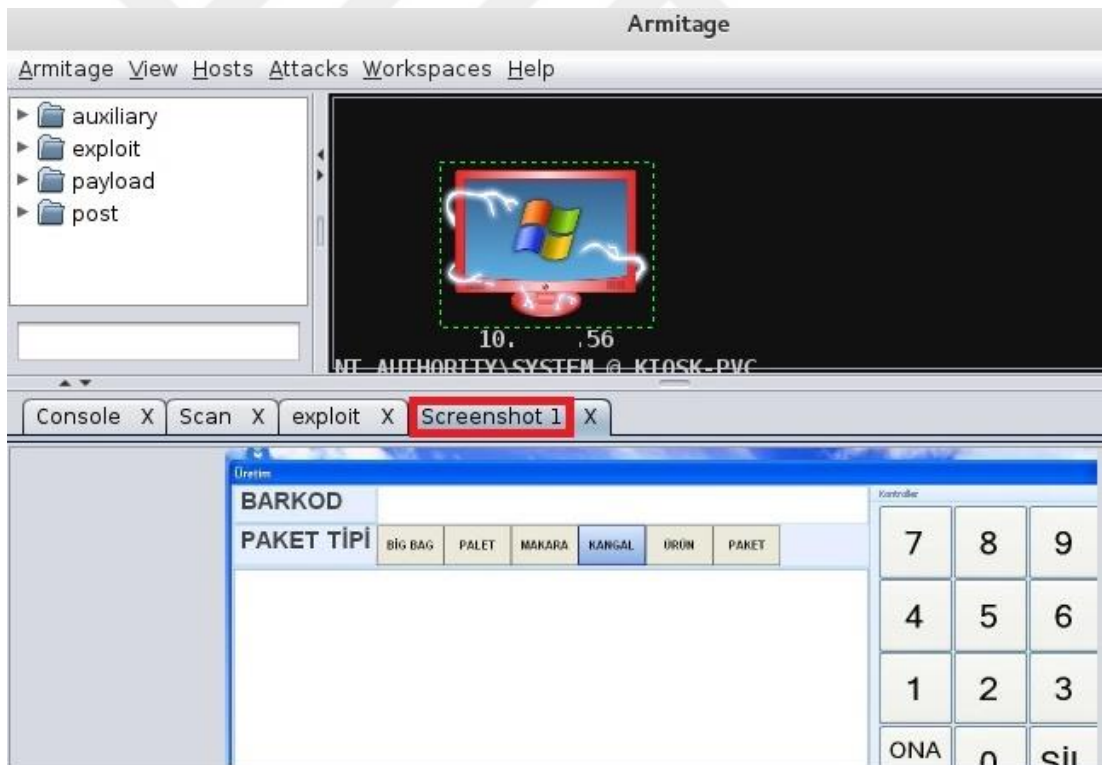 Armitage
Armitage View Hosts Attacks Workspaces Help
auxiliary
exploit
payload
post
10. .56
NT AUTHORITY\SYSTEM @ KIOSK-PVC
Console X Scan X exploit X Screenshot 1 X
Üretim
BARKOD
PAKET TİPİ BİG BAG PALET MAKARA KANGAL ÜRÜN PAKET
Kontroller
7 8 9
4 5 6
1 2 3
ONA 0 SİL